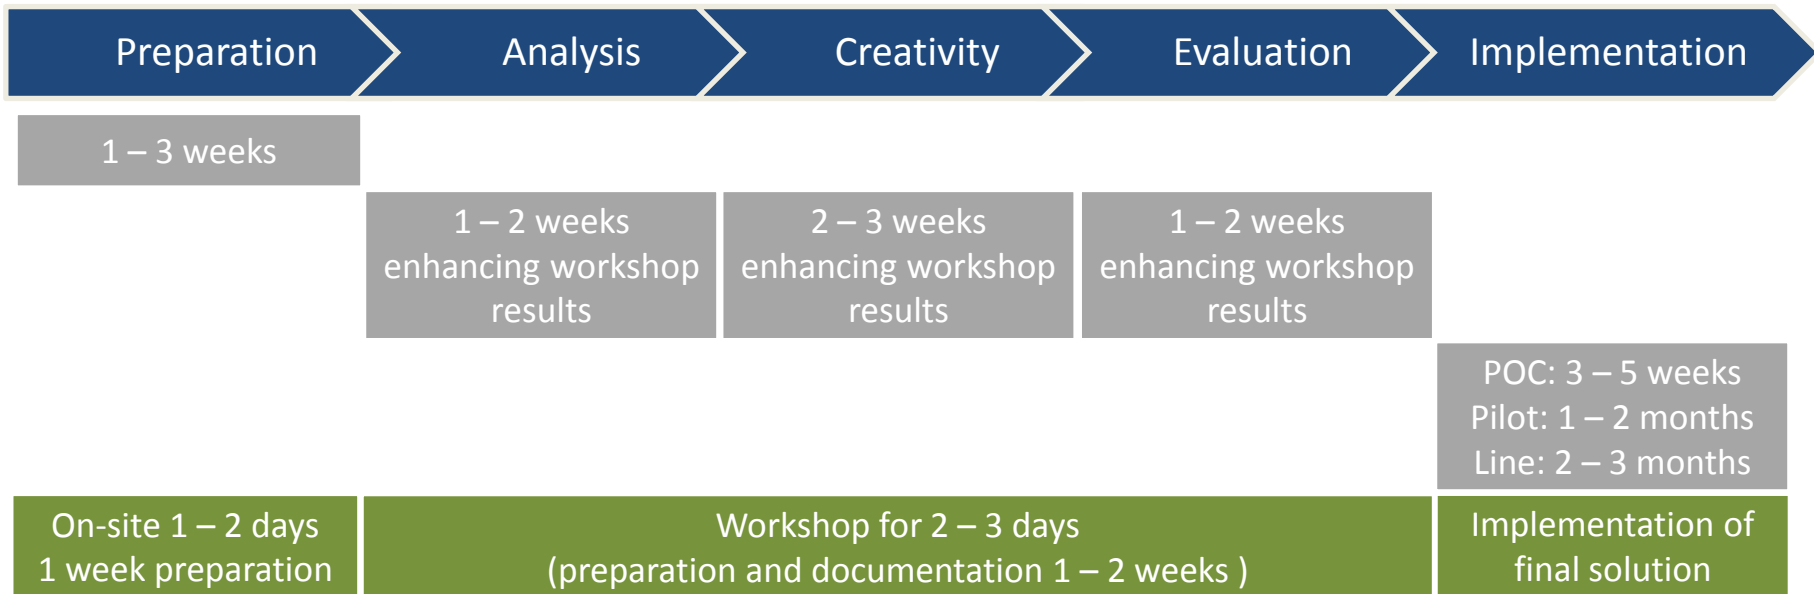 Preparation
Analysis
Creativity
Evaluation
Implementation
1 – 3 weeks
1 – 2 weeks
enhancing workshop
results
2 – 3 weeks
enhancing workshop
results
1 – 2 weeks
enhancing workshop
results
POC: 3 – 5 weeks
Pilot: 1 – 2 months
Line: 2 – 3 months
On-site 1 – 2 days
1 week preparation
Workshop for 2 – 3 days
(preparation and documentation 1 – 2 weeks )
Implementation of
final solution